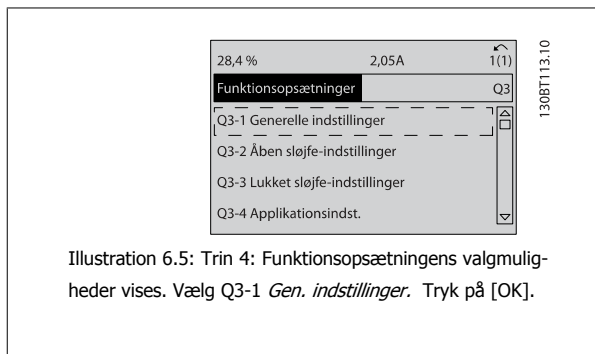 28,4 % 2,05A 1(1)
Funktionsopsætninger Q3
Q3-1 Generelle indstillinger
Q3-2 Åben sløjfe-indstillinger
Q3-3 Lukket sløjfe-indstillinger
Q3-4 Applikationsindst.
130BT113.10
Illustration 6.5: Trin 4: Funktionsopsætningens valgmulig-
heder vises. Vælg Q3-1 Gen. indstillinger. Tryk på [OK].